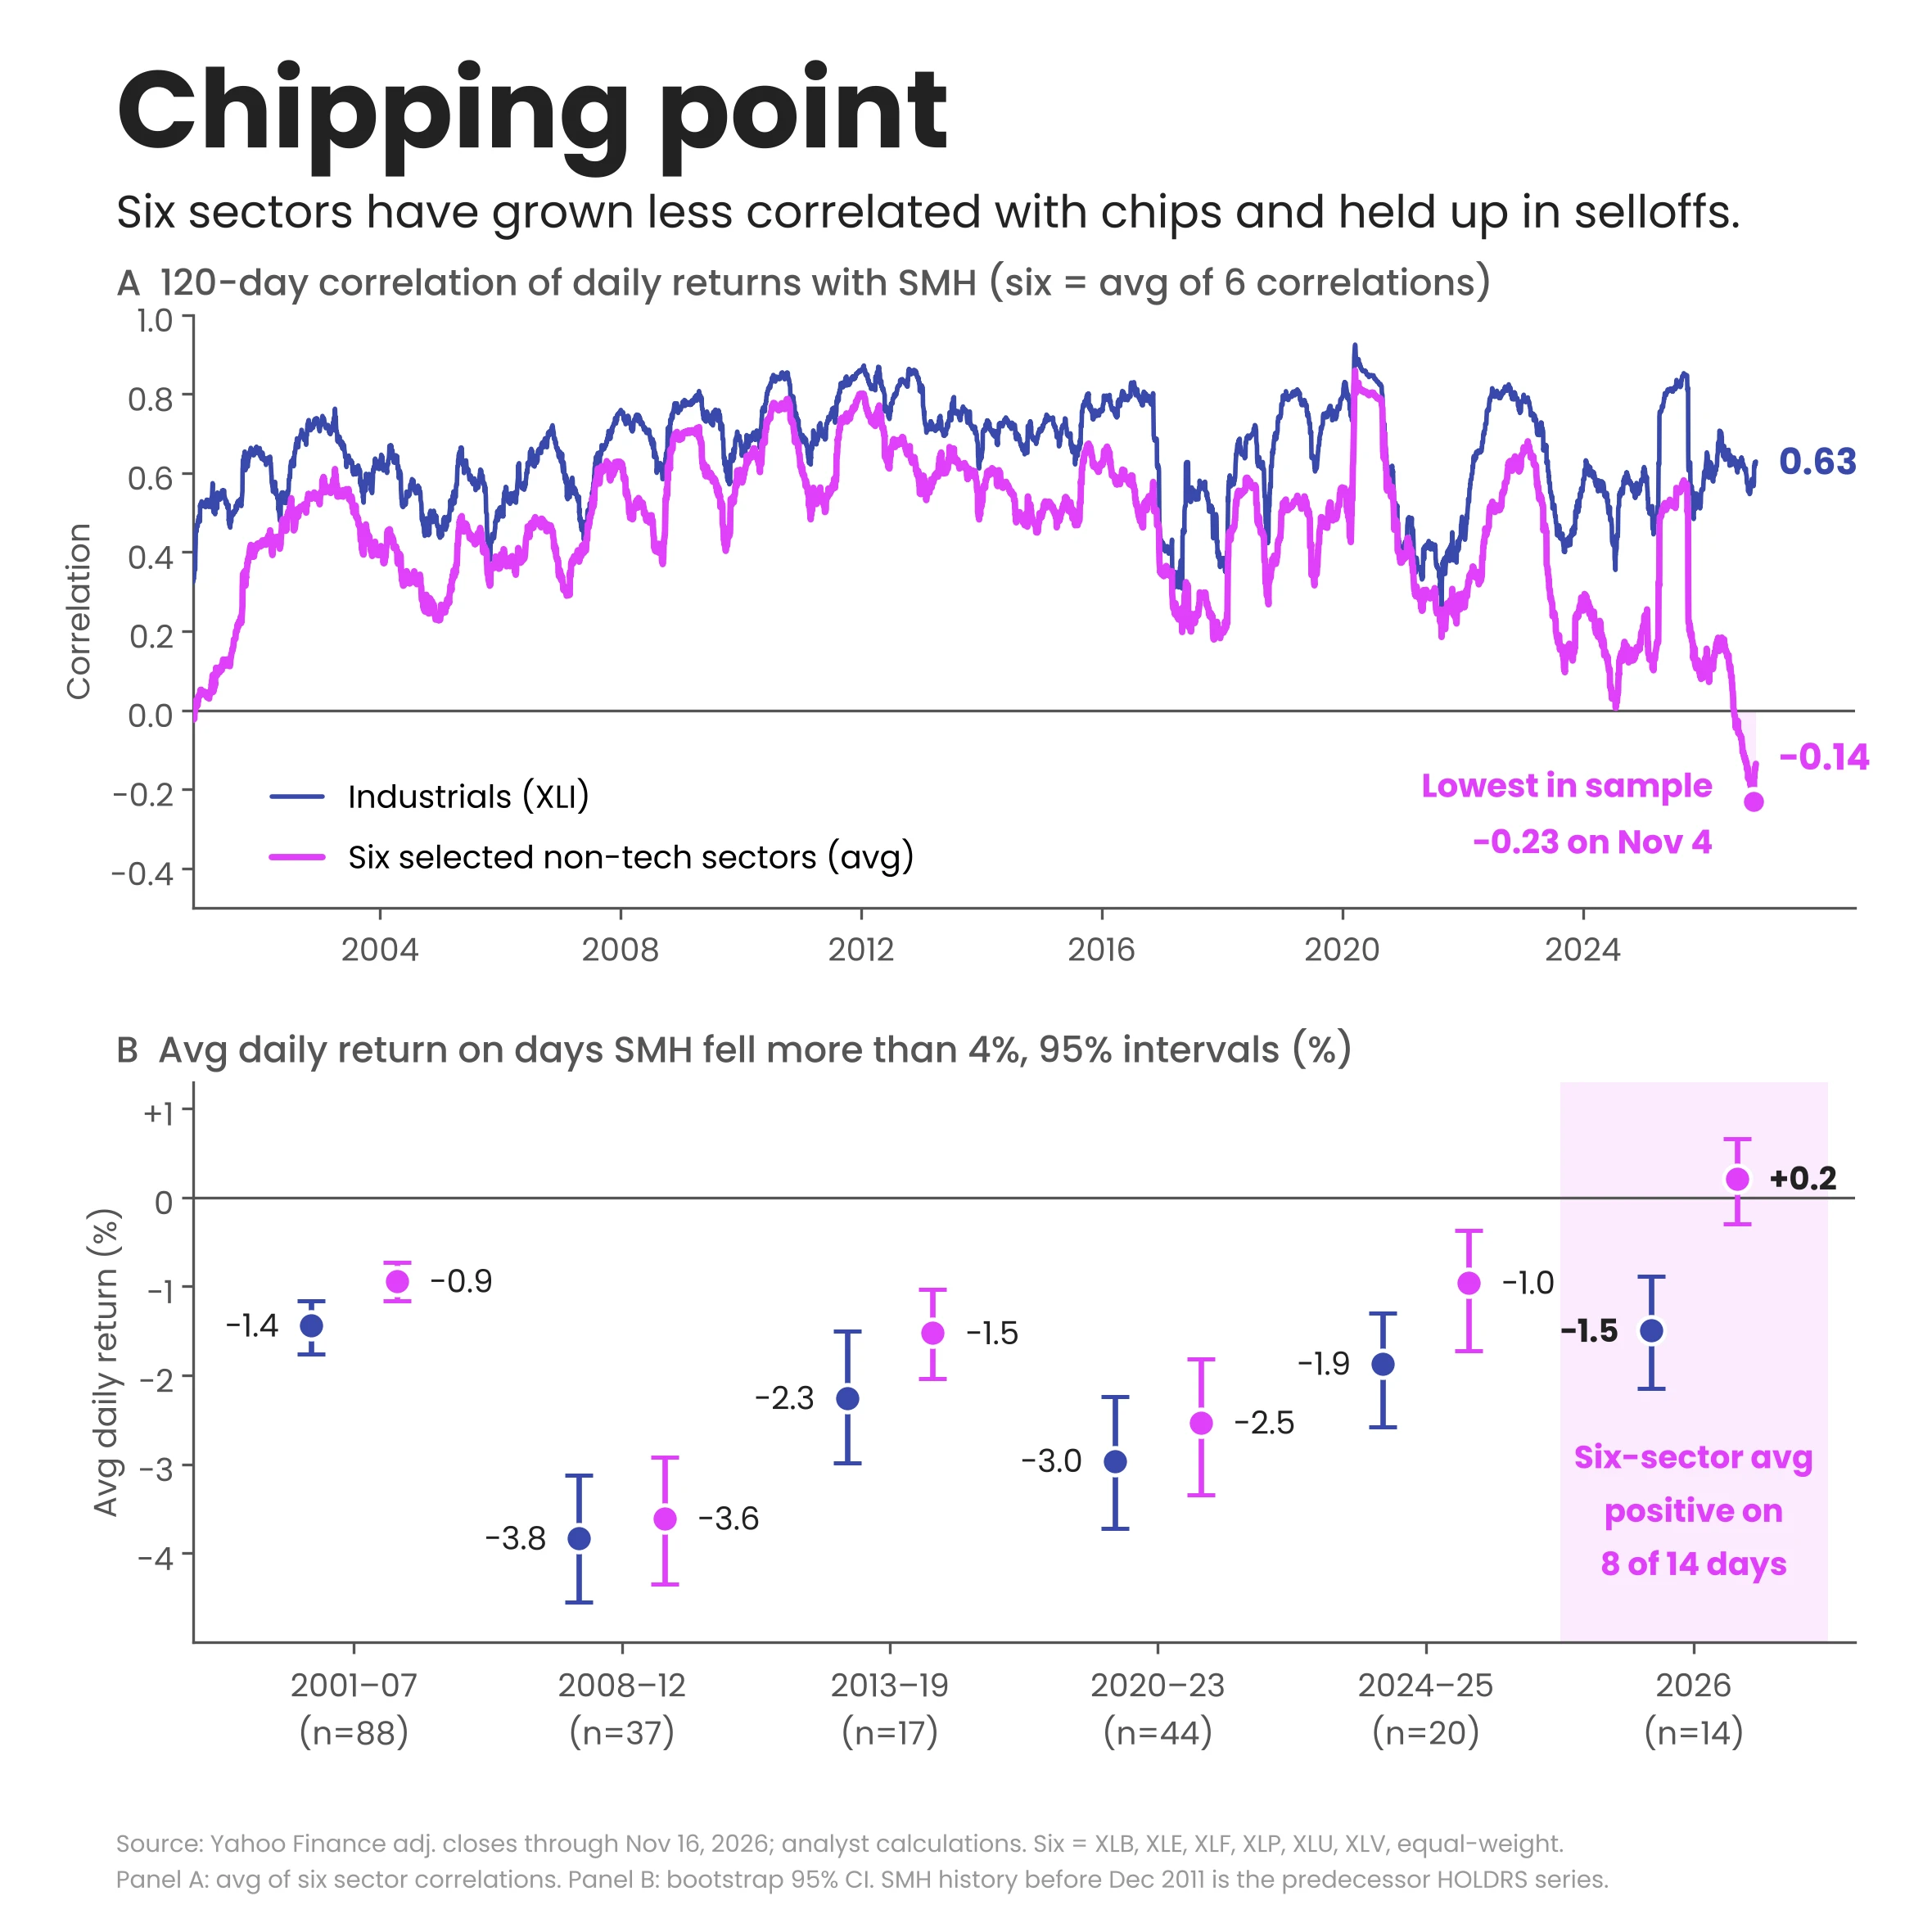 Chipping point
Six sectors have grown less correlated with chips and held up in selloffs.
A 120-day correlation of daily returns with SMH (six = avg of 6 correlations)
1.0
0.8
0.6
0.4
0.2
0.0
−0.2
−0.4
Correlation
0.63
−0.14
Lowest in sample
−0.23 on Nov 4
Industrials (XLI)
Six selected non-tech sectors (avg)
2004
2008
2012
2016
2020
2024
B Avg daily return on days SMH fell more than 4%, 95% intervals (%)
+1
0
−1
−2
−3
−4
Avg daily return (%)
−1.4
−0.9
−3.8
−3.6
−2.3
−1.5
−3.0
−2.5
−1.9
−1.0
−1.5
+0.2
Six-sector avg
positive on
8 of 14 days
2001–07
(n=88)
2008–12
(n=37)
2013–19
(n=17)
2020–23
(n=44)
2024–25
(n=20)
2026
(n=14)
Source: Yahoo Finance adj. closes through Nov 16, 2026; analyst calculations. Six = XLB, XLE, XLF, XLP, XLU, XLV, equal-weight.
Panel A: avg of six sector correlations. Panel B: bootstrap 95% CI. SMH history before Dec 2011 is the predecessor HOLDRS series.